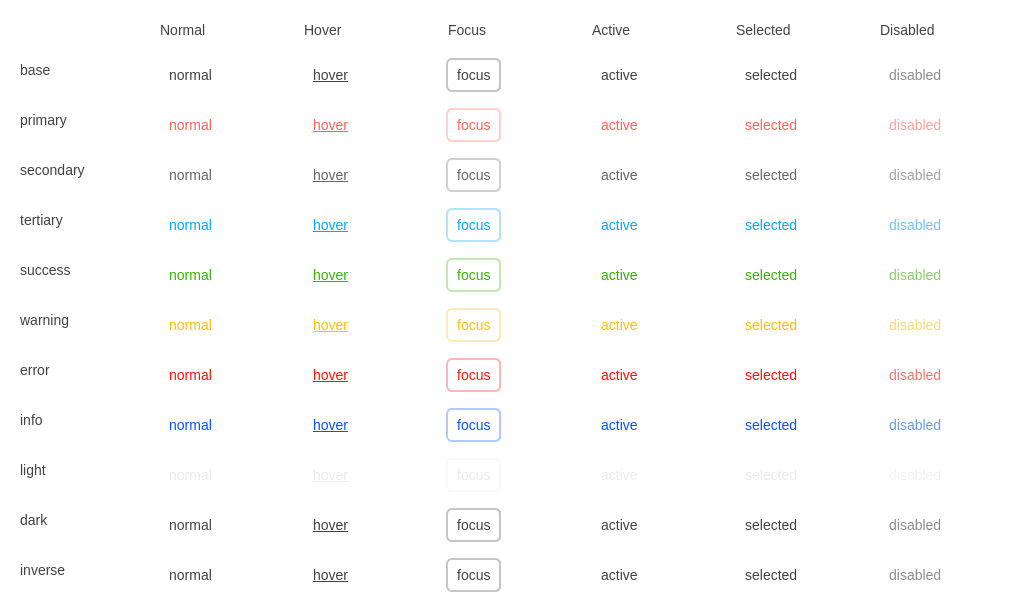 Normal Hover Focus Active Selected Disabled
base normal hover focus active selected disabled
primary normal hover focus active selected disabled
secondary normal hover focus active selected disabled
tertiary normal hover focus active selected disabled
success normal hover focus active selected disabled
warning normal hover focus active selected disabled
error normal hover focus active selected disabled
info normal hover focus active selected disabled
light normal hover focus active selected disabled
dark normal hover focus active selected disabled
inverse normal hover focus active selected disabled